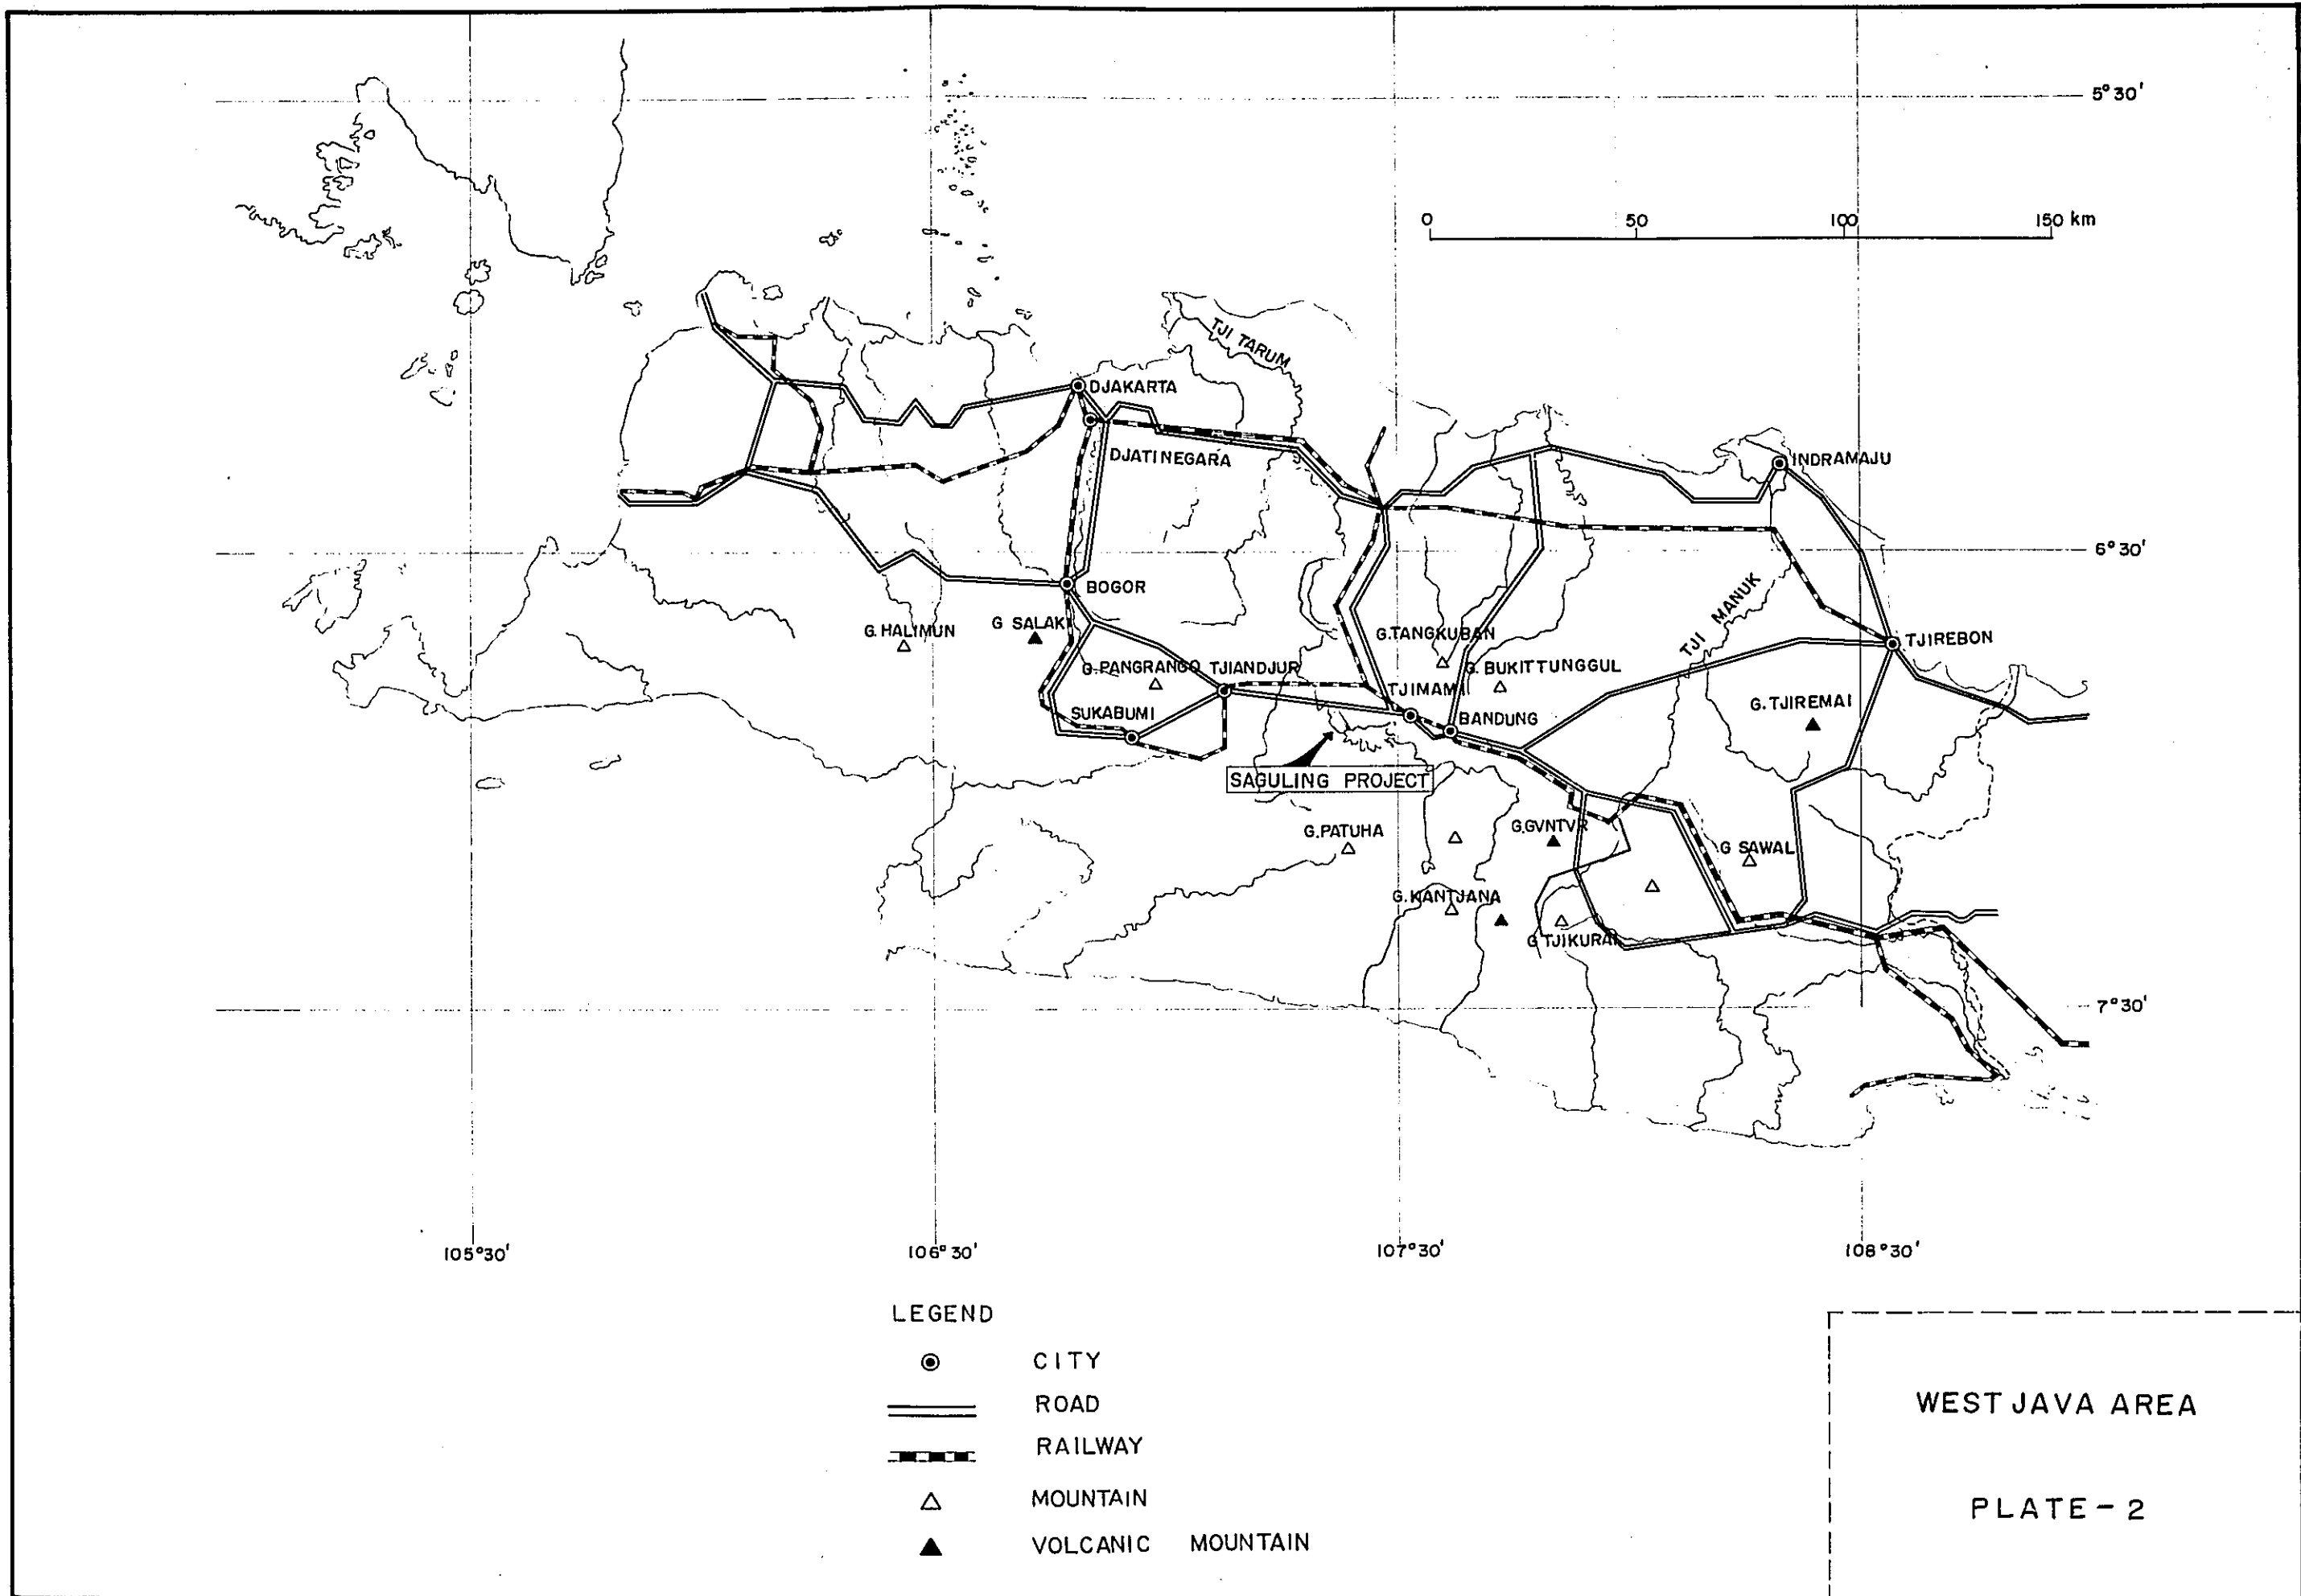 5°30'
0 50 100 150 km
TJI TARUM
DJAKARTA
DJATINEGARA
INDRAMAJU
6°30'
BOGOR
TJI MANUK
G. HALIMUN
G SALAK
G.TANGKUBAN
TJIREBON
G.PANGRANGO
TJIANDJUR
G. BUKITTUNGGUL
TJIMAMI
G.TJIREMAI
SUKABUMI
BANDUNG
SAGULING PROJECT
G.PATUHA
G.GVNTVR
G SAWAL
G.KANTJANA
G TJIKURAI
7°30'
105°30' 106°30' 107°30' 108°30'
LEGEND
CITY
ROAD
RAILWAY
MOUNTAIN
VOLCANIC MOUNTAIN
WEST JAVA AREA
PLATE - 2